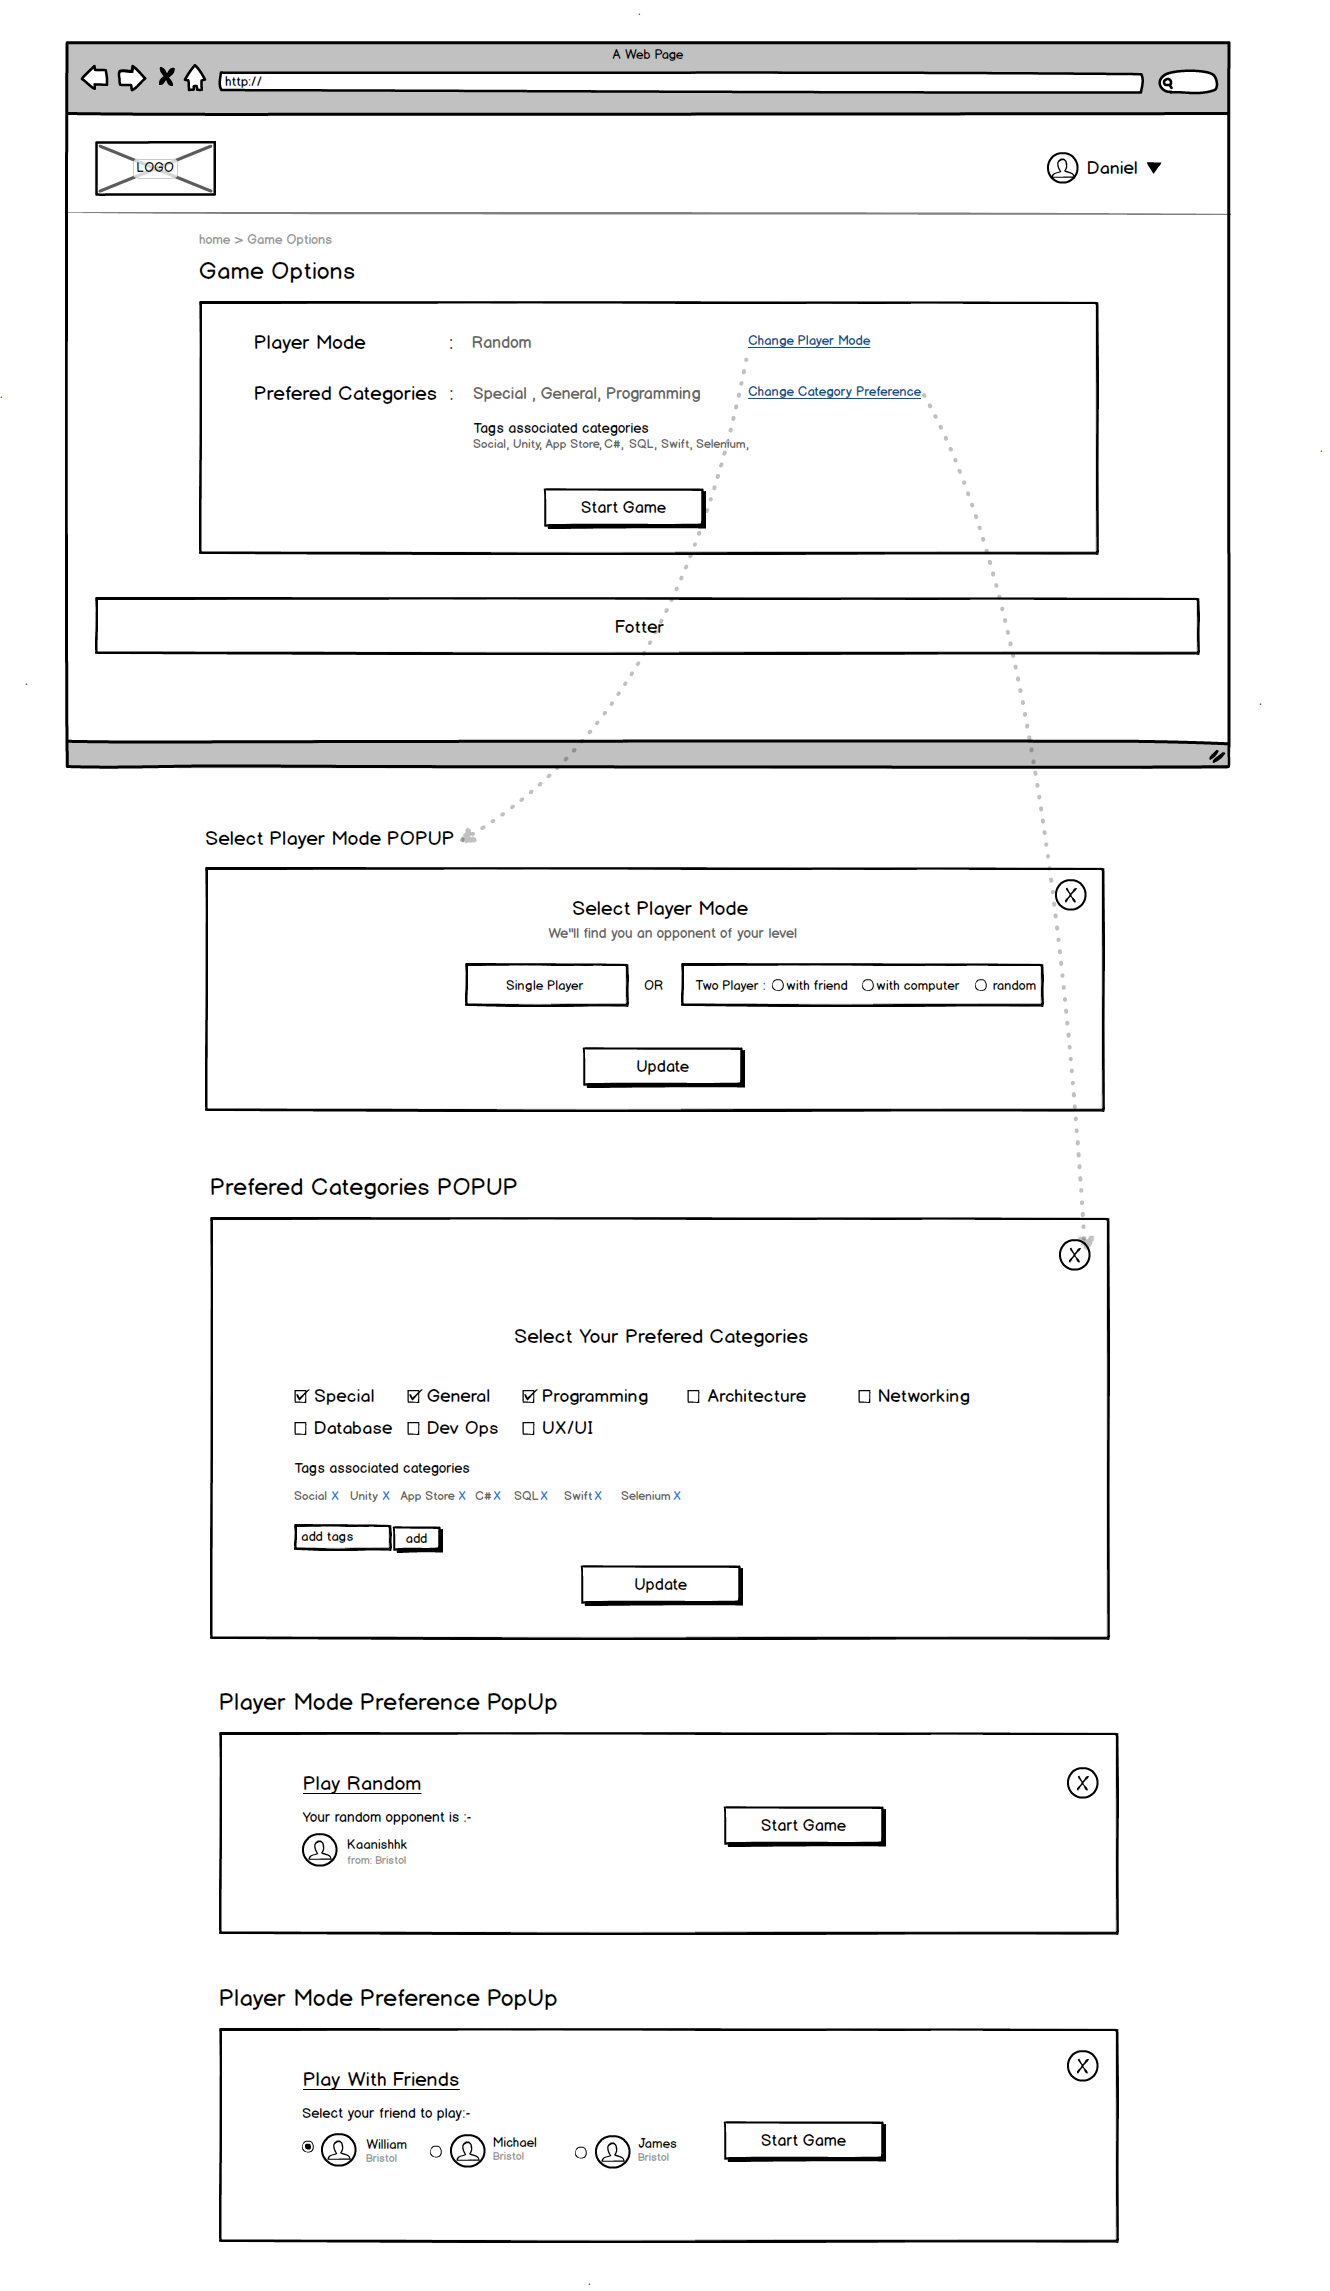 A Web Page
http://
LOGO
Daniel
home > Game Options
Game Options
Player Mode : Random Change Player Mode
Prefered Categories : Special , General, Programming Change Category Preference
Tags associated categories
Social, Unity, App Store, C#, SQL, Swift, Selenium,
Start Game
Fotter
Select Player Mode POPUP
X
Select Player Mode
We"ll find you an opponent of your level
Single Player OR Two Player : with friend with computer random
Update
Prefered Categories POPUP
X
Select Your Prefered Categories
Special General Programming Architecture Networking
Database Dev Ops UX/UI
Tags associated categories
Social X Unity X App Store X C# X SQL X Swift X Selenium X
add tags add
Update
Player Mode Preference PopUp
Play Random X
Your random opponent is :-
Start Game
Kaanishhk
from: Bristol
Player Mode Preference PopUp
X
Play With Friends
Select your friend to play:-
William Michael James Start Game
Bristol Bristol Bristol